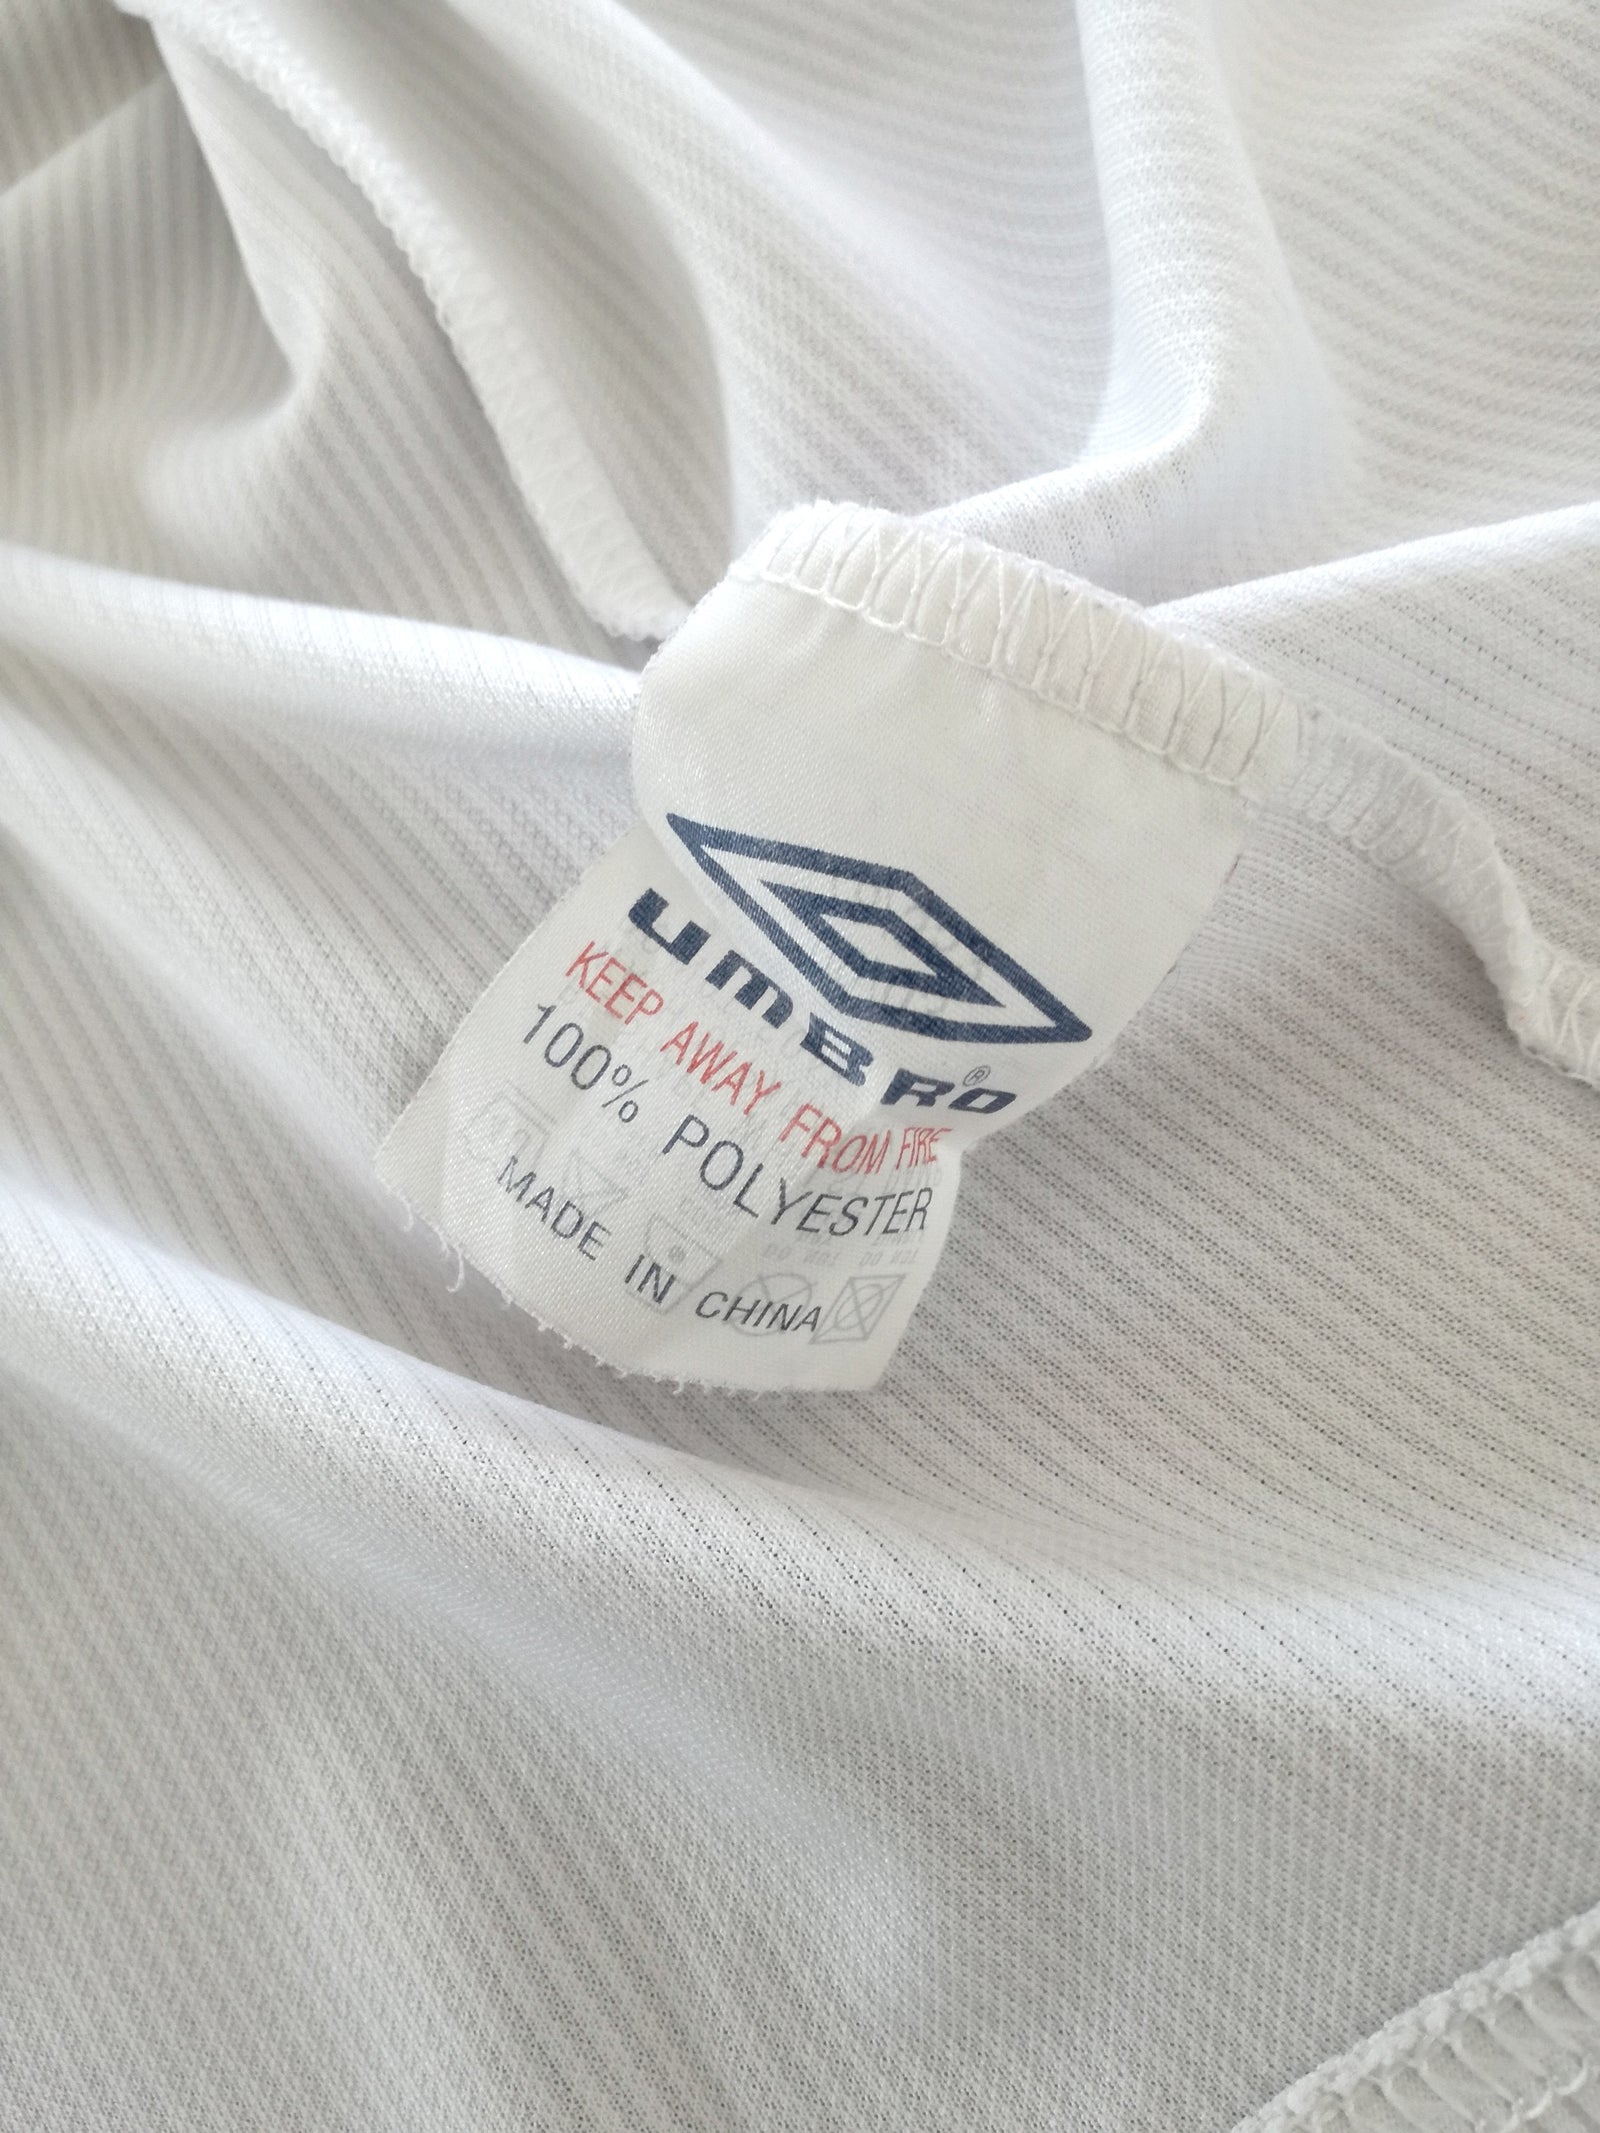 UMBRO®
KEEP AWAY FROM FIRE
100% POLYESTER
MADE IN CHINA